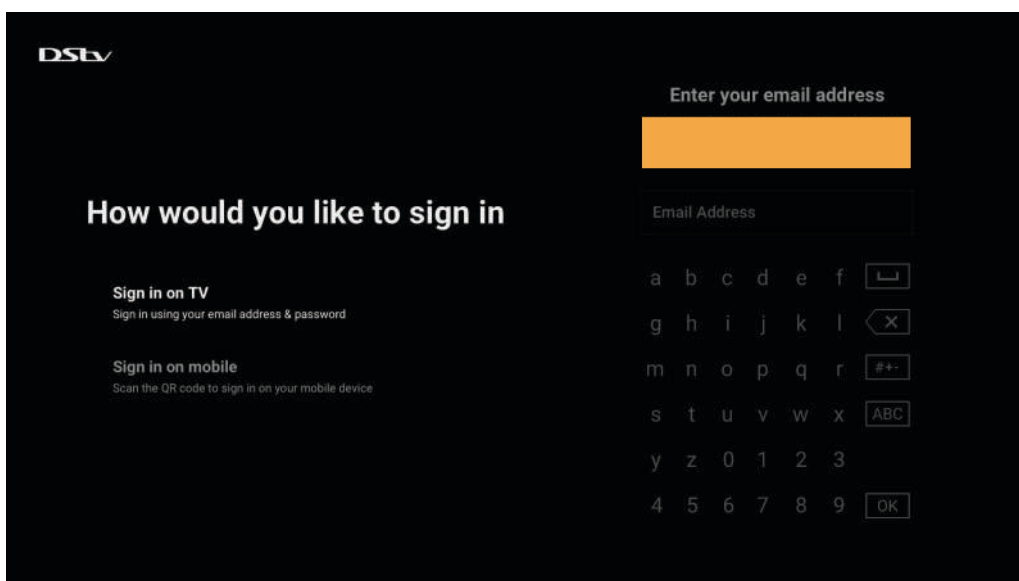 DStv
How would you like to sign in
Sign in on TV
Sign in using your email address & password
Sign in on mobile
Scan the QR code to sign in on your mobile device
Enter your email address
Email Address
a b c d e f
g h i j k l
m n o p q r #+-
s t u v w x ABC
y z 0 1 2 3
4 5 6 7 8 9 OK